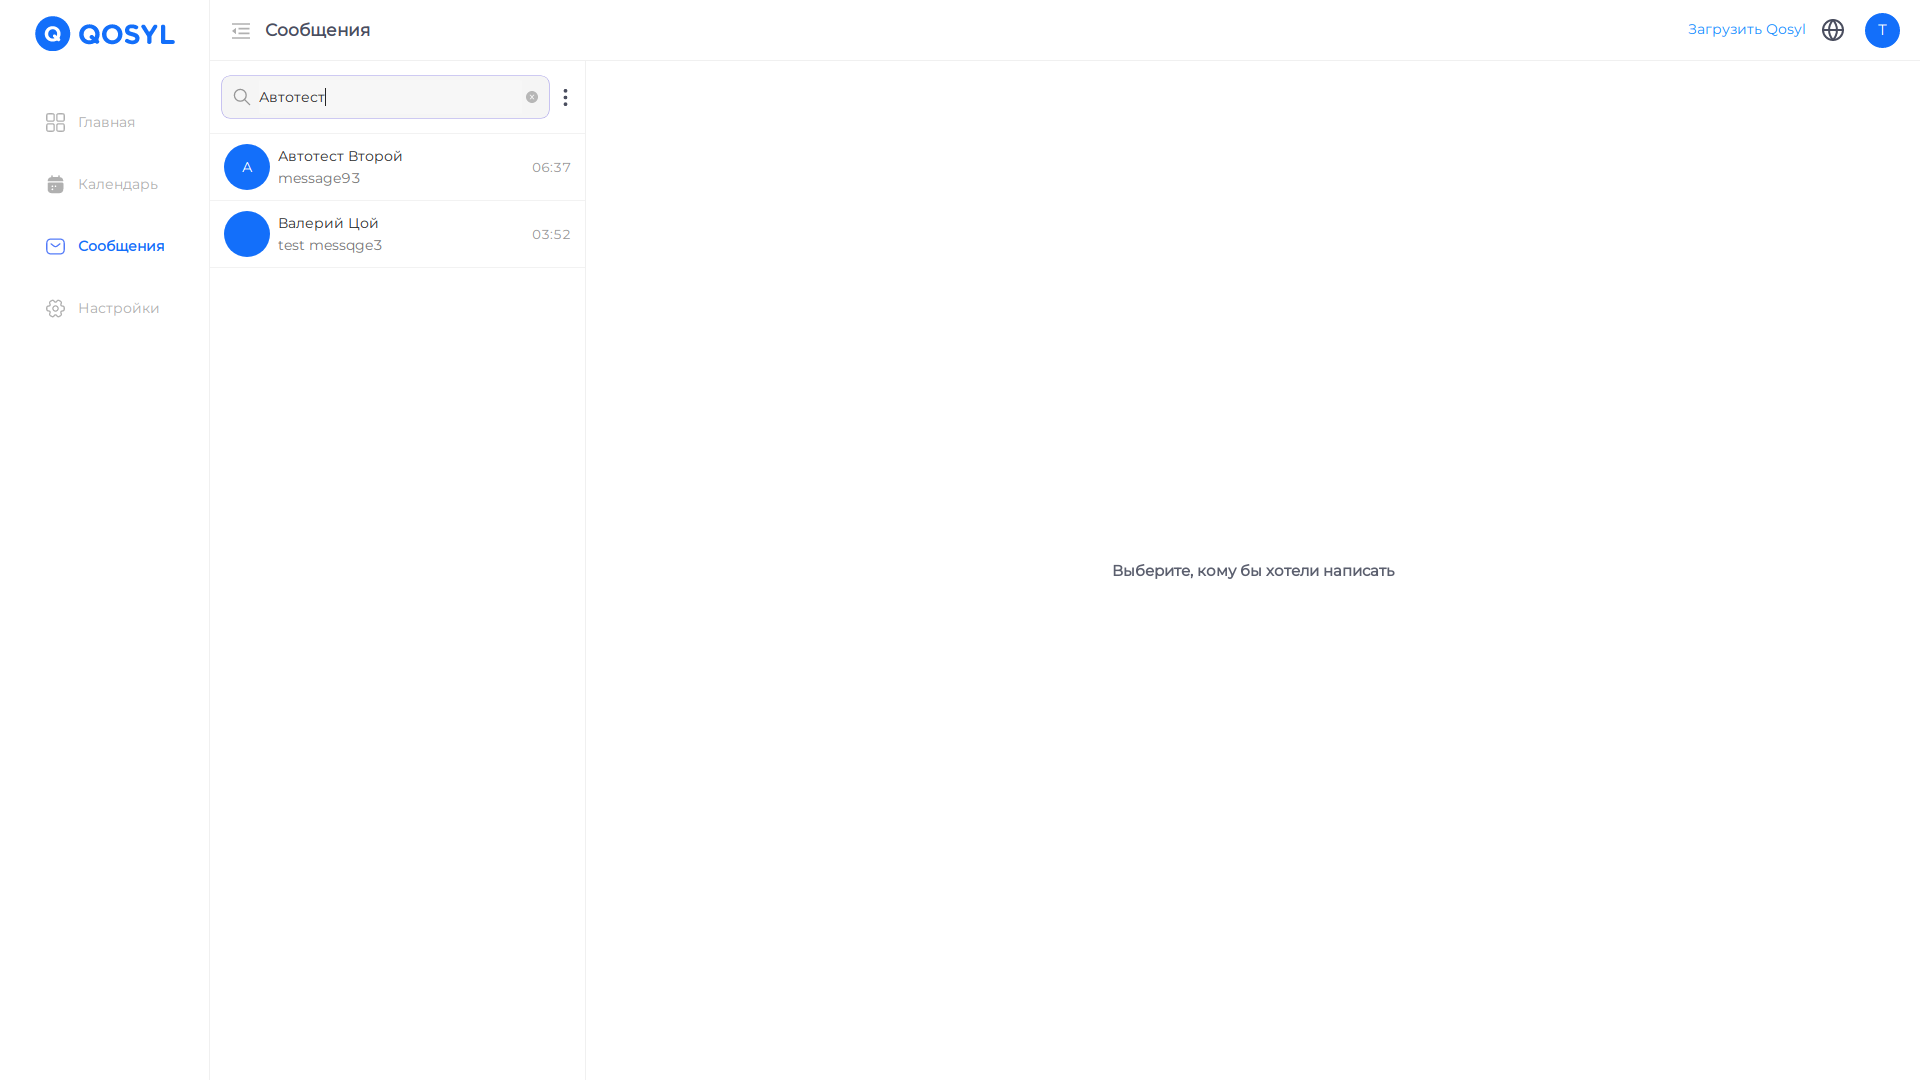 QOSYL
Сообщения
Загрузить Qosyl
T
Автотест
Главная
Календарь
Сообщения
Настройки
A
Автотест Второй
message93
06:37
Валерий Цой
test messqge3
03:52
Выберите, кому бы хотели написать